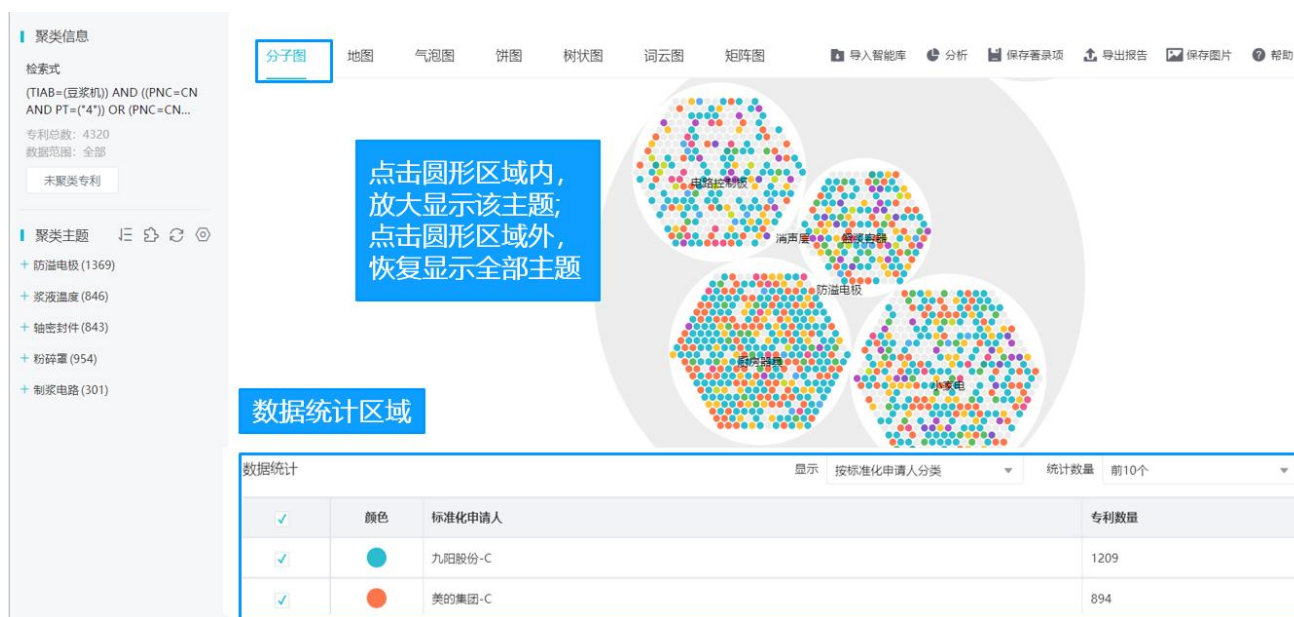 聚类信息
检索式
(TIAB=(豆浆机)) AND ((PNC=CN
AND PT=("4")) OR (PNC=CN...
专利总数：4320
数据范围：全部
未聚类专利
聚类主题
+ 防溢电极 (1369)
+ 浆液温度 (846)
+ 轴密封件 (843)
+ 粉碎罩 (954)
+ 制浆电路 (301)
分子图 地图 气泡图 饼图 树状图 词云图 矩阵图 导入智能库 分析 保存著录项 导出报告 保存图片 帮助
点击圆形区域内，
放大显示该主题;
点击圆形区域外，
恢复显示全部主题
电路控制板
消声层
盛浆容器
防溢电极
厨房器具
小家电
数据统计区域
数据统计 显示 按标准化申请人分类 统计数量 前10个
颜色 标准化申请人 专利数量
九阳股份-C 1209
美的集团-C 894